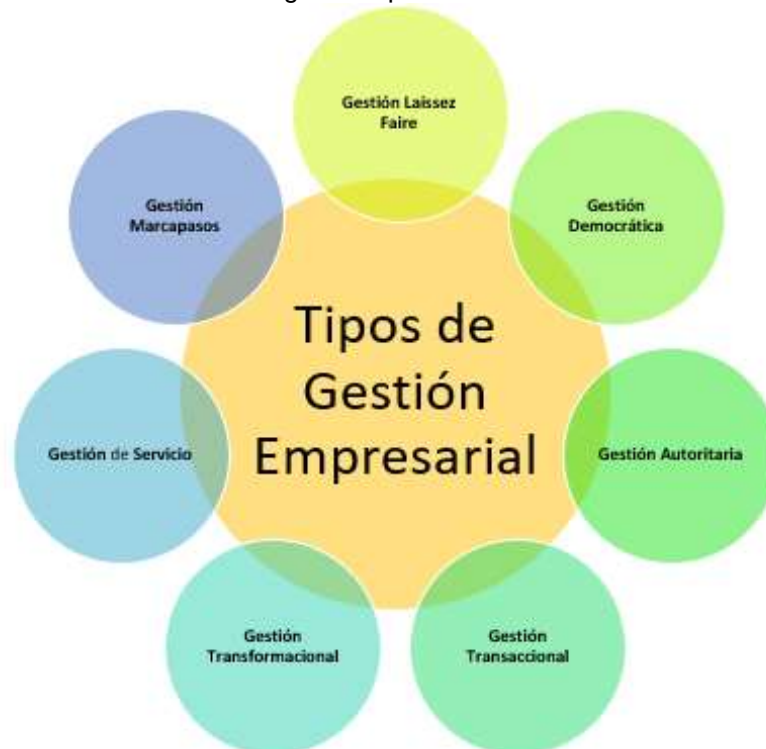 Gestión Laissez
Faire
Gestión
Democrática
Gestión Autoritaria
Gestión
Transaccional
Gestión
Transformacional
Gestión de Servicio
Gestión
Marcapasos
Tipos de
Gestión
Empresarial